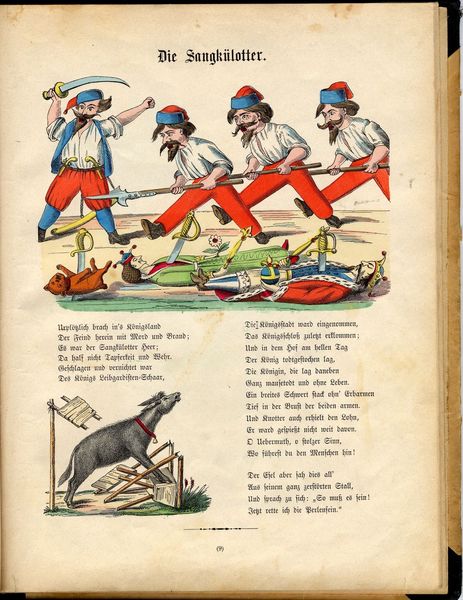 Die Sangkülotter.
Urplötzlich brach in's Königsland
Der Feind herein mit Mord und Brand;
Es war der Sangkülotter Heer;
Da half nicht Tapferkeit und Wehr.
Geschlagen und vernichtet war
Des Königs Leibgardisten-Schaar,
Die Königsstadt ward eingenommen,
Das Königsschloß zuletzt erklommen;
Und in dem Hof am hellen Tag
Der König todtgestochen lag,
Die Königin, die lag daneben
Ganz mausetodt und ohne Leben.
Ein breites Schwert stack ohn' Erbarmen
Tief in der Brust der beiden armen.
Und Knotter auch erhielt den Lohn,
Er ward gespießt nicht weit davon.
O Uebermuth, o stolzer Sinn,
Wo führest du den Menschen hin!
Der Esel aber sah dies all'
Aus seinem ganz zerstörten Stall,
Und sprach zu sich: „So muß es sein!
Jetzt rette ich die Perlenfein."
(9)